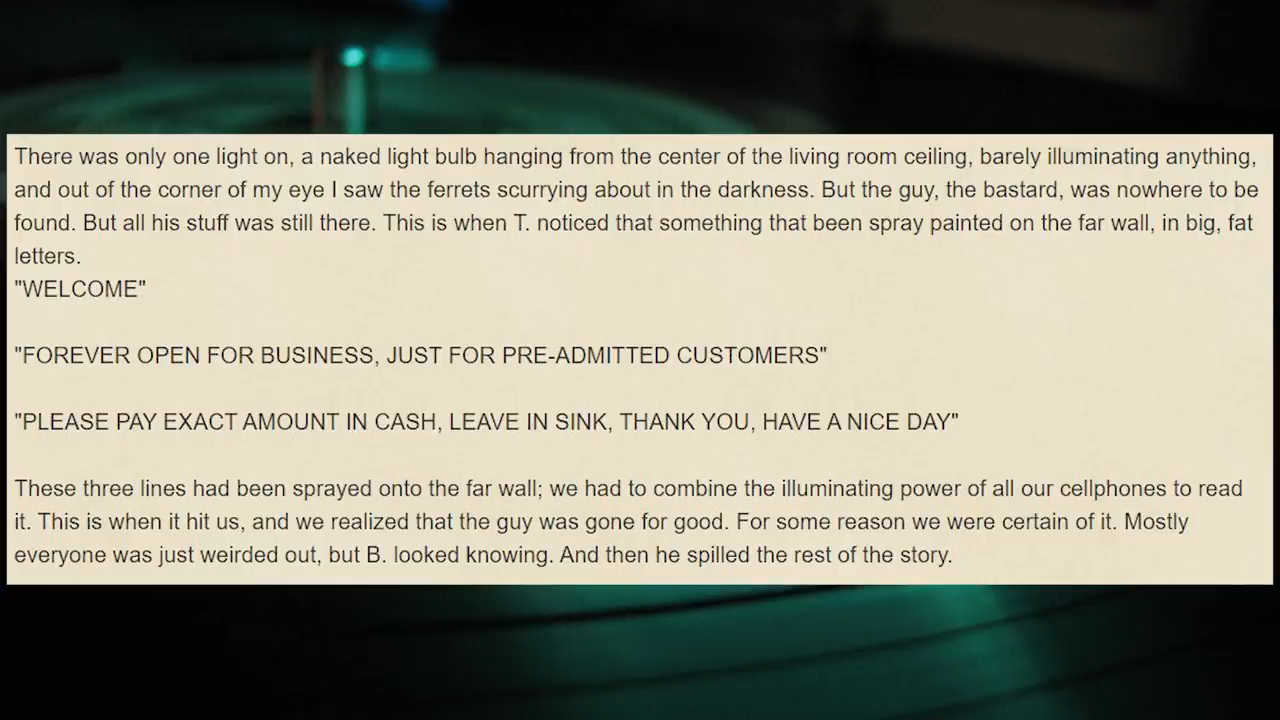 There was only one light on, a naked light bulb hanging from the center of the living room ceiling, barely illuminating anything,
and out of the corner of my eye I saw the ferrets scurrying about in the darkness. But the guy, the bastard, was nowhere to be
found. But all his stuff was still there. This is when T. noticed that something that been spray painted on the far wall, in big, fat
letters.
"WELCOME"
"FOREVER OPEN FOR BUSINESS, JUST FOR PRE-ADMITTED CUSTOMERS"
"PLEASE PAY EXACT AMOUNT IN CASH, LEAVE IN SINK, THANK YOU, HAVE A NICE DAY"
These three lines had been sprayed onto the far wall; we had to combine the illuminating power of all our cellphones to read
it. This is when it hit us, and we realized that the guy was gone for good. For some reason we were certain of it. Mostly
everyone was just weirded out, but B. looked knowing. And then he spilled the rest of the story.